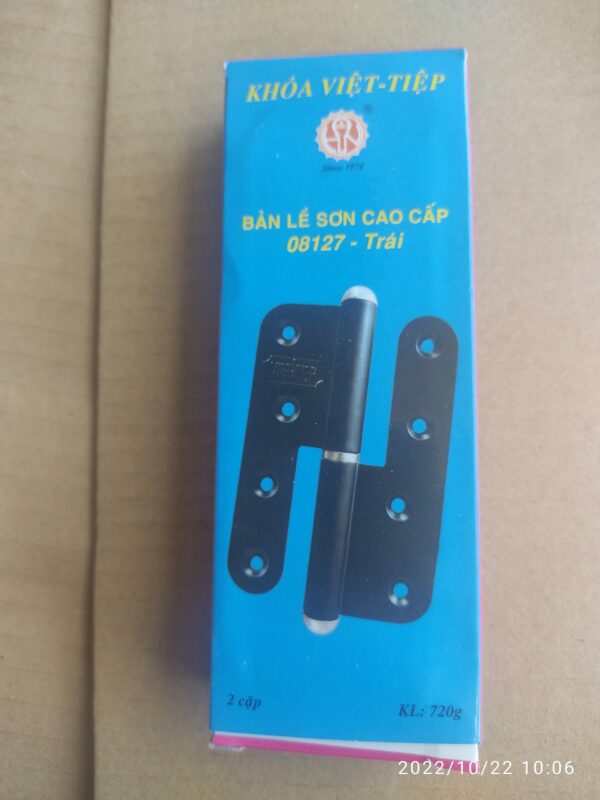 KHÓA VIỆT-TIỆP
®
Since 1974
BẢN LỀ SƠN CAO CẤP
08127 - Trái
2 cặp
KL: 720g
2022/10/22 10:06